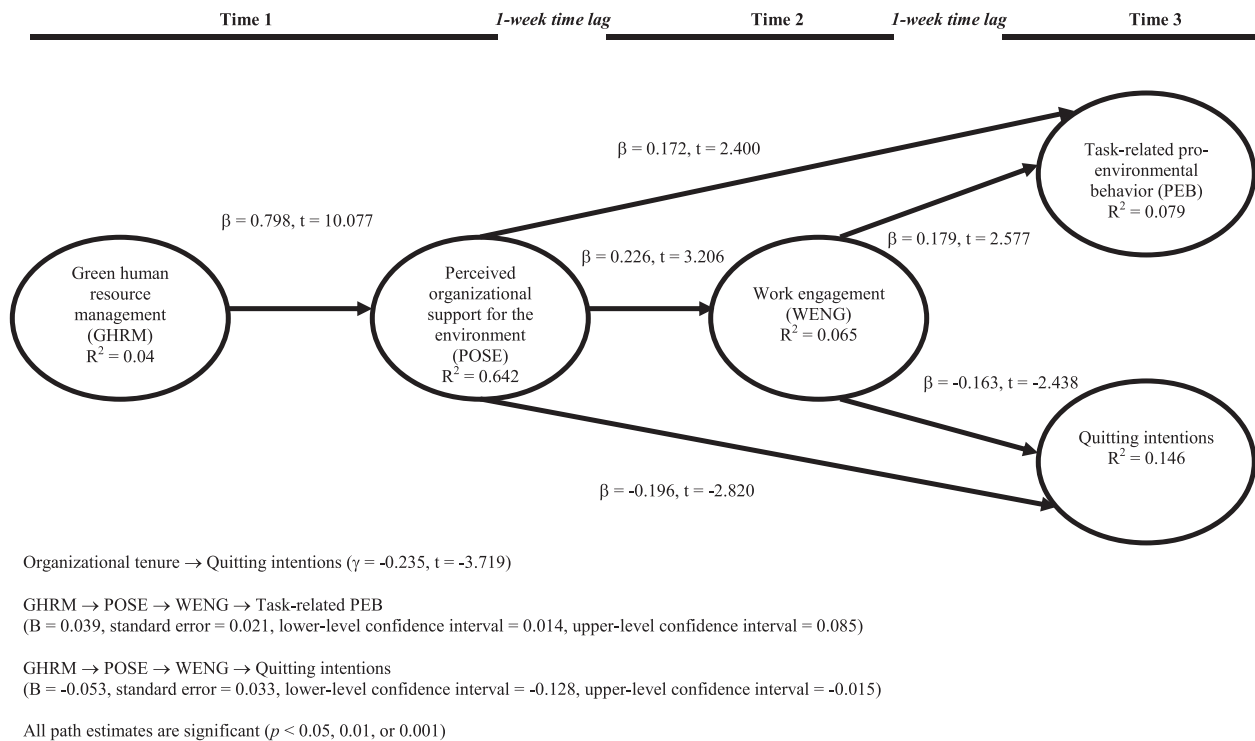 Time 1 1-week time lag Time 2 1-week time lag Time 3
β = 0.172, t = 2.400
Task-related pro-
environmental
behavior (PEB)
R² = 0.079
β = 0.798, t = 10.077
β = 0.179, t = 2.577
β = 0.226, t = 3.206
Green human
resource
management
(GHRM)
R² = 0.04
Perceived
organizational
support for the
environment
(POSE)
R² = 0.642
Work engagement
(WENG)
R² = 0.065
β = -0.163, t = -2.438
Quitting intentions
R² = 0.146
β = -0.196, t = -2.820
Organizational tenure → Quitting intentions (γ = -0.235, t = -3.719)
GHRM → POSE → WENG → Task-related PEB
(B = 0.039, standard error = 0.021, lower-level confidence interval = 0.014, upper-level confidence interval = 0.085)
GHRM → POSE → WENG → Quitting intentions
(B = -0.053, standard error = 0.033, lower-level confidence interval = -0.128, upper-level confidence interval = -0.015)
All path estimates are significant (p < 0.05, 0.01, or 0.001)